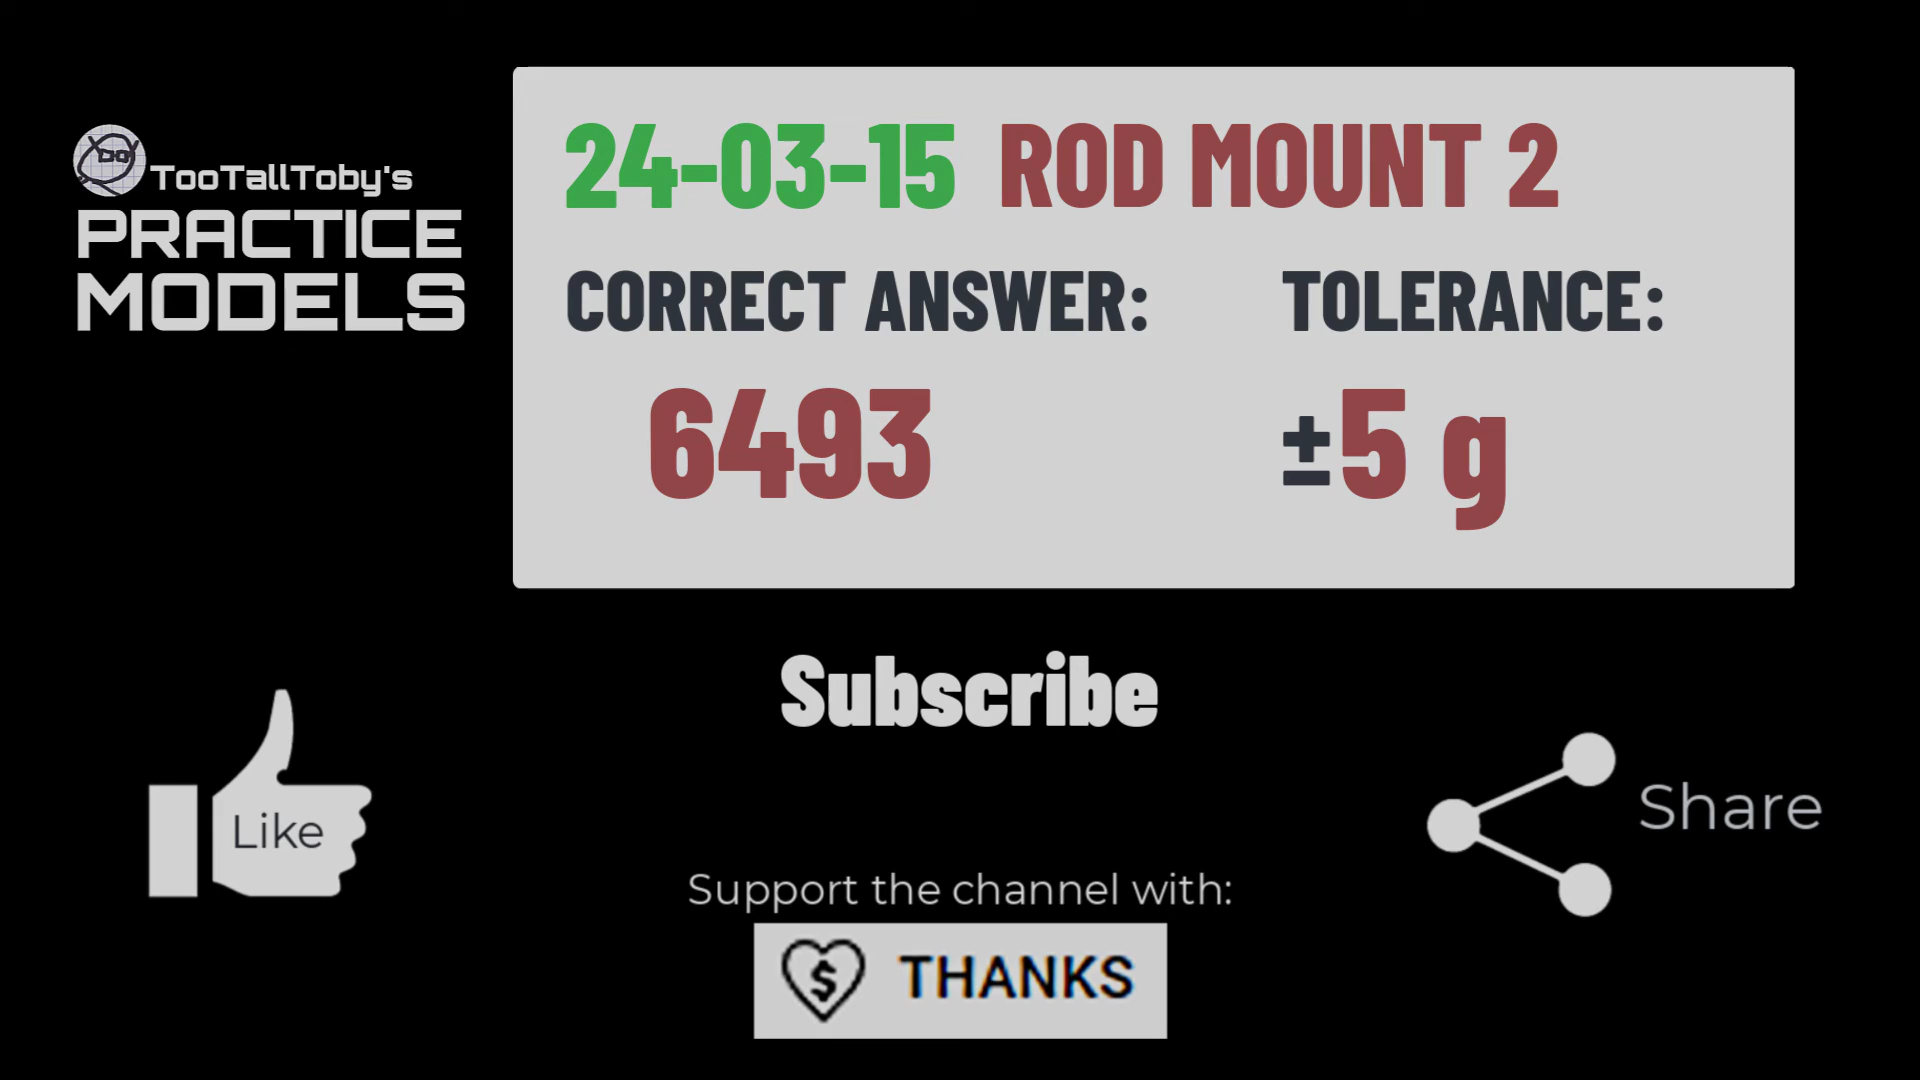 TooTallToby's
PRACTICE
MODELS
24-03-15 ROD MOUNT 2
CORRECT ANSWER: TOLERANCE:
6493 ±5 g
Subscribe
Like
Share
Support the channel with:
$ THANKS